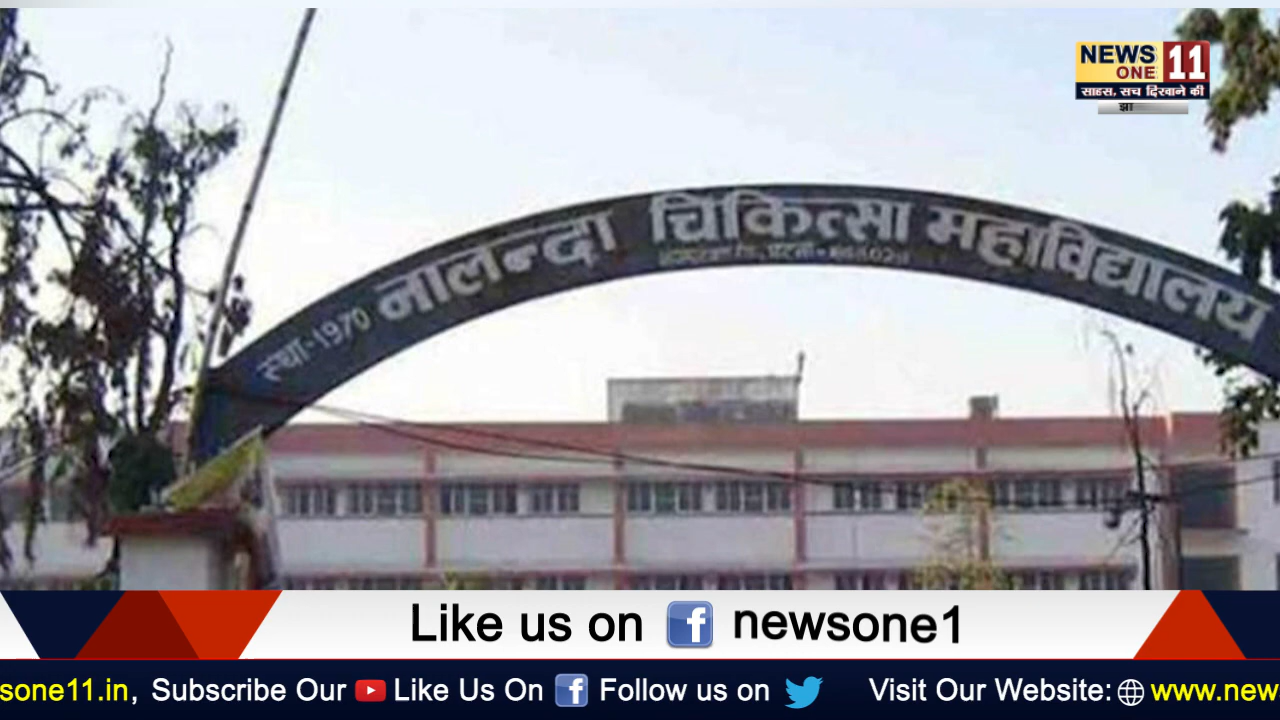 NEWS
ONE 11
साहस, सच दिखाने की
झा
स्था-1970 नालन्दा चिकित्सा महाविद्यालय
Like us on newsone1
sone11.in, Subscribe Our Like Us On Follow us on Visit Our Website: www.new